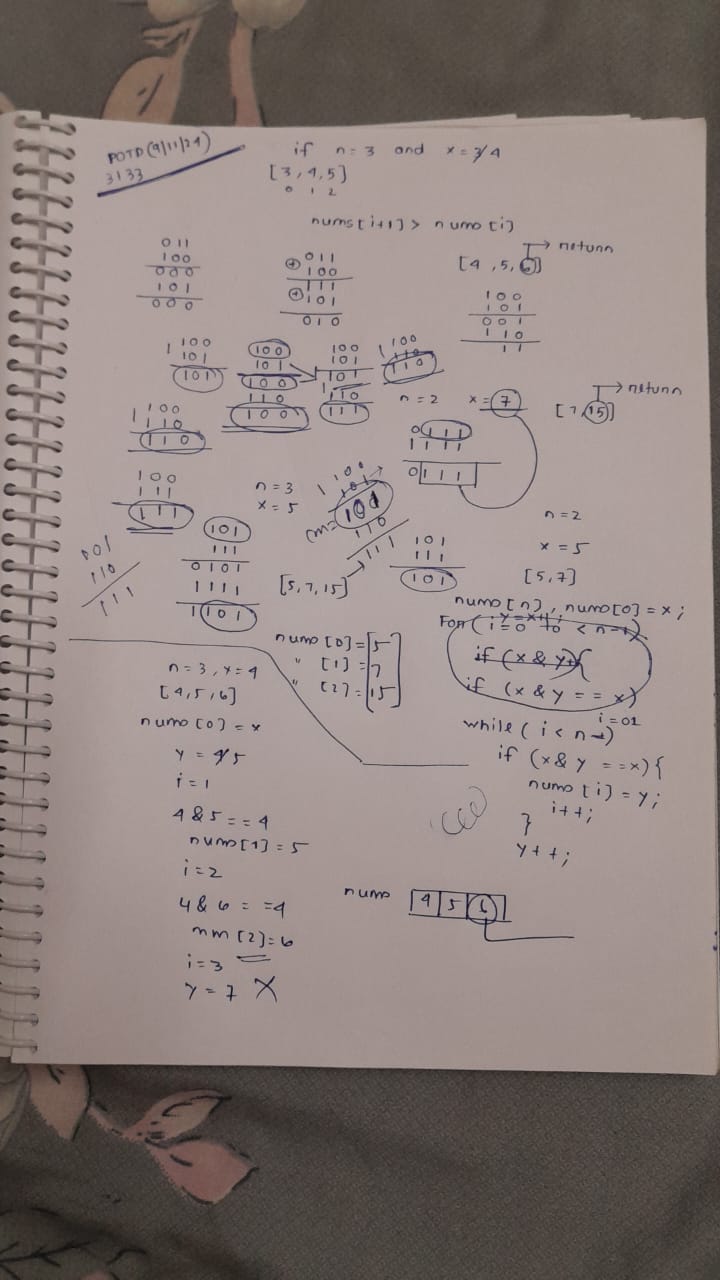 POTD (9/11/24)
3133
if n=3 and x=3/4
[3,4,5]
0 1 2
nums[i+1] > nums[i]
011
100
000
101
000
011
100
111
101
010
→ return
[4,5,6]
100
101
001
110
11
100
101
101
100
101
100
110
100
100
101
101
110
111
100
110
110
n=2 x=7
→ return
[7,15]
100
110
110
0111
1111
0111
100
111
111
n=3
x=5
100
101
101
110
111
001
110
111
101
111
0101
1111
1101
[5,7,15]
101
111
101
n=2
x=5
[5,7]
nums[n], nums[0]=x;
for (i=0 to < n-1)
if (x & y){
if (x & y == x)
nums[0]=5
" [1]=7
" [2]=15
i=01
while(i<n-1)
if (x&y ==x){
nums[i]=y;
i++;
}
y++;
n=3, x=4
[4,5,6]
nums[0]=x
y=4/5
i=1
4&5==4
nums[1]=5
i=2
4&6==4
nm[2]=6
i=3
y=7 X
nums 4 5 6